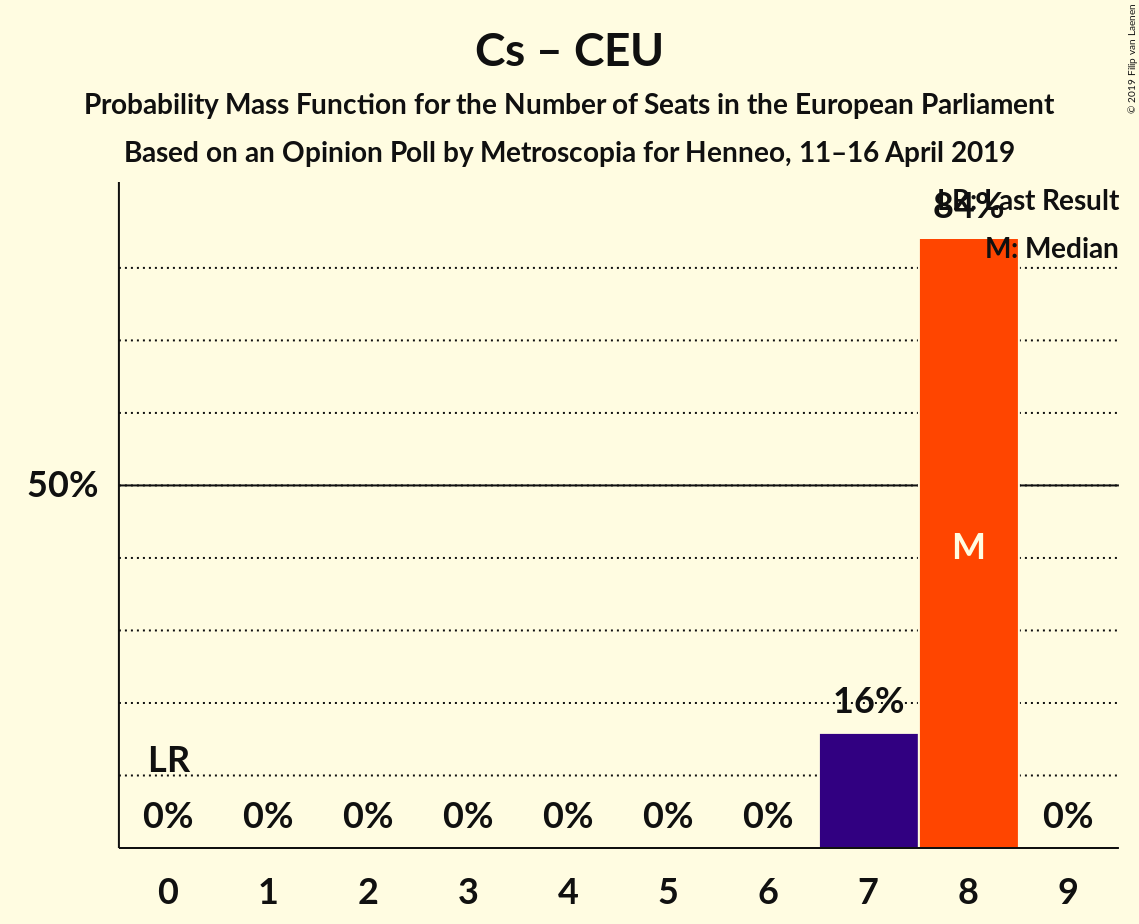 Cs – CEU
Probability Mass Function for the Number of Seats in the European Parliament
Based on an Opinion Poll by Metroscopia for Henneo, 11–16 April 2019
© 2019 Filip van Laenen
LR: Last Result
M: Median
84%
50%
M
16%
LR
0% 0% 0% 0% 0% 0% 0% 0%
0 1 2 3 4 5 6 7 8 9